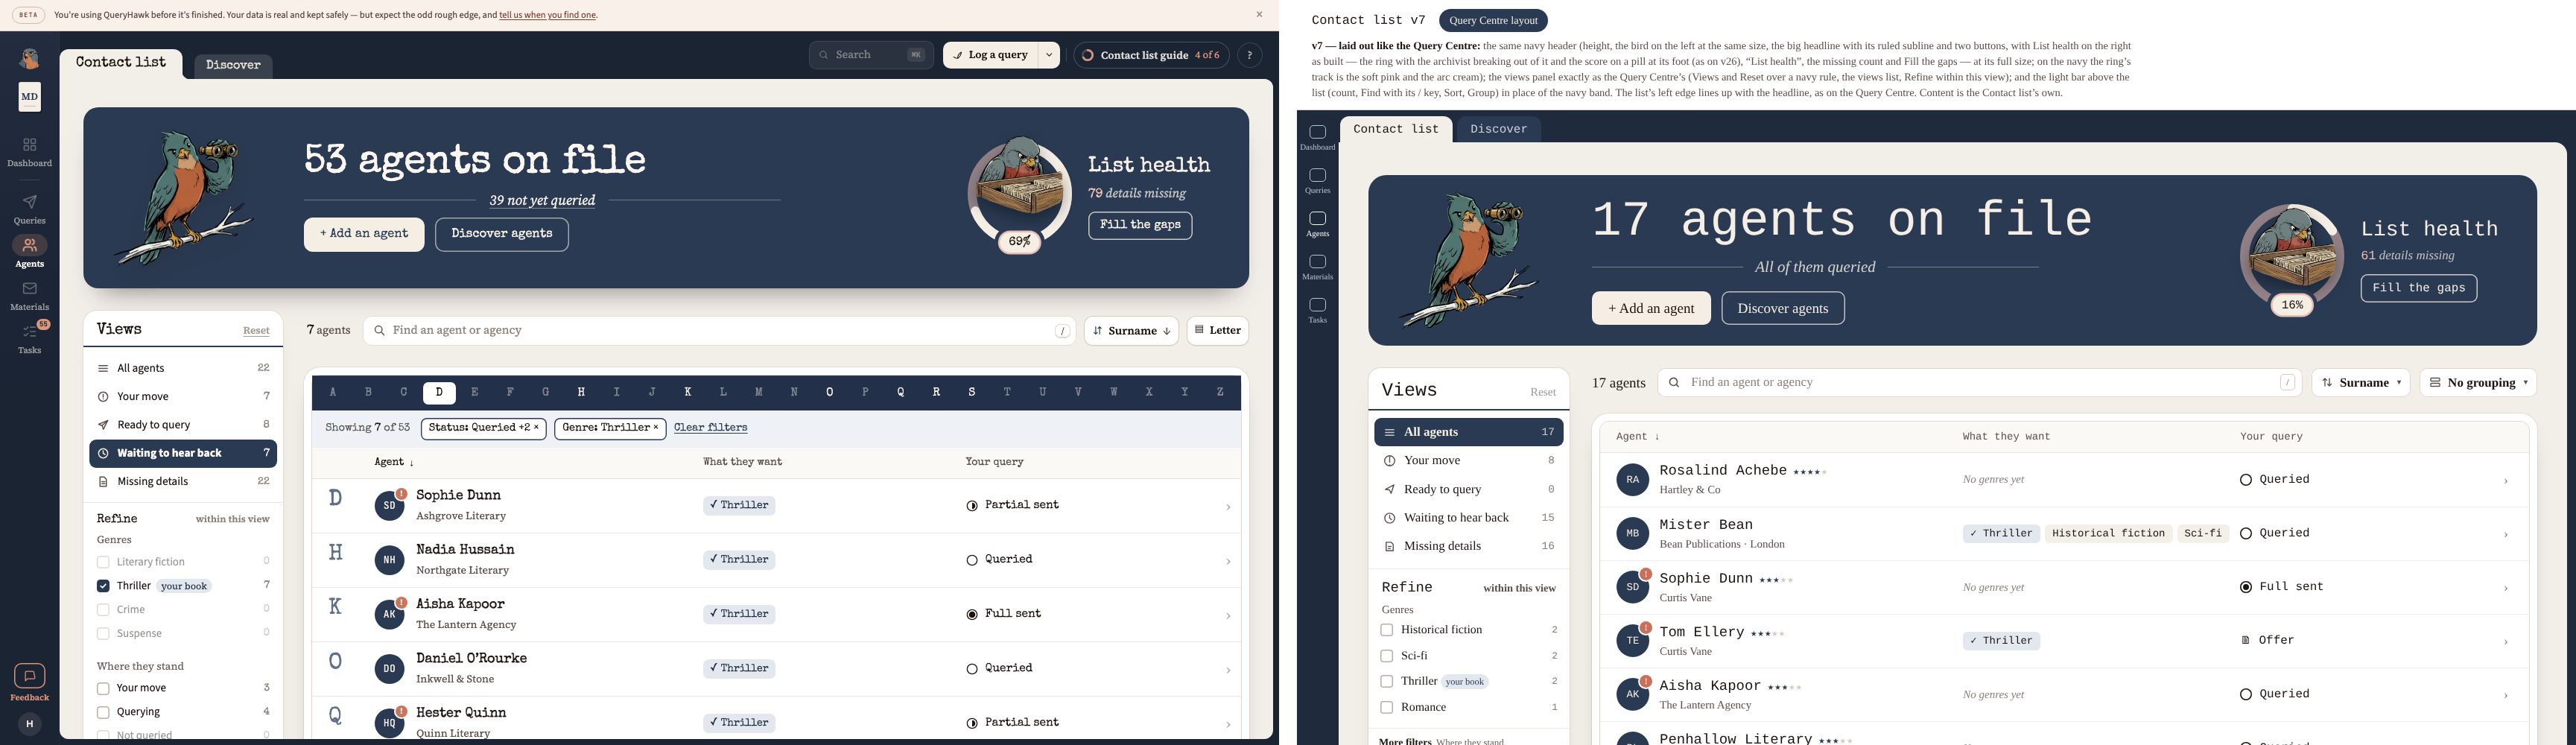 BETA You're using QueryHawk before it's finished. Your data is real and kept safely — but expect the odd rough edge, and tell us when you find one. ×
Contact list
Discover
Search ⌘K
Log a query
Contact list guide 4 of 6
?
MD
Dashboard
Queries
Agents
Materials
55
Tasks
Feedback
H
53 agents on file
39 not yet queried
+ Add an agent
Discover agents
69%
List health
79 details missing
Fill the gaps
Views Reset
All agents 22
Your move 7
Ready to query 8
Waiting to hear back 7
Missing details 22
Refine within this view
Genres
Literary fiction 0
Thriller your book 7
Crime 0
Suspense 0
Where they stand
Your move 3
Querying 4
Not queried 0
7 agents
Find an agent or agency /
Surname ↓
Letter
A B C D E F G H I J K L M N O P Q R S T U V W X Y Z
Showing 7 of 53 Status: Queried +2 × Genre: Thriller × Clear filters
Agent ↓ What they want Your query
D SD ! Sophie Dunn ✓ Thriller Partial sent ›
Ashgrove Literary
H NH Nadia Hussain ✓ Thriller Queried ›
Northgate Literary
K AK ! Aisha Kapoor ✓ Thriller Full sent ›
The Lantern Agency
O DO Daniel O'Rourke ✓ Thriller Queried ›
Inkwell & Stone
Q HQ ! Hester Quinn ✓ Thriller Partial sent ›
Quinn Literary
Contact list v7 Query Centre layout
v7 — laid out like the Query Centre: the same navy header (height, the bird on the left at the same size, the big headline with its ruled subline and two buttons, with List health on the right
as built — the ring with the archivist breaking out of it and the score on a pill at its foot (as on v26), “List health”, the missing count and Fill the gaps — at its full size; on the navy the ring's
track is the soft pink and the arc cream); the views panel exactly as the Query Centre's (Views and Reset over a navy rule, the views list, Refine within this view); and the light bar above the
list (count, Find with its / key, Sort, Group) in place of the navy band. The list's left edge lines up with the headline, as on the Query Centre. Content is the Contact list's own.
Contact list
Discover
Dashboard
Queries
Agents
Materials
Tasks
17 agents on file
All of them queried
+ Add an agent
Discover agents
16%
List health
61 details missing
Fill the gaps
Views Reset
All agents 17
Your move 8
Ready to query 0
Waiting to hear back 15
Missing details 16
Refine within this view
Genres
Historical fiction 2
Sci-fi 2
Thriller your book 2
Romance 1
More filters Where they stand
17 agents
Find an agent or agency /
Surname ▾
No grouping ▾
Agent ↓ What they want Your query
RA Rosalind Achebe ★★★★★ No genres yet Queried ›
Hartley & Co
MB Mister Bean ✓ Thriller Historical fiction Sci-fi Queried ›
Bean Publications · London
SD ! Sophie Dunn ★★★★★ No genres yet Full sent ›
Curtis Vane
TE ! Tom Ellery ★★★★★ ✓ Thriller Offer ›
Curtis Vane
AK ! Aisha Kapoor ★★★★★ No genres yet Queried ›
The Lantern Agency
Penhallow Literary ★★★★★